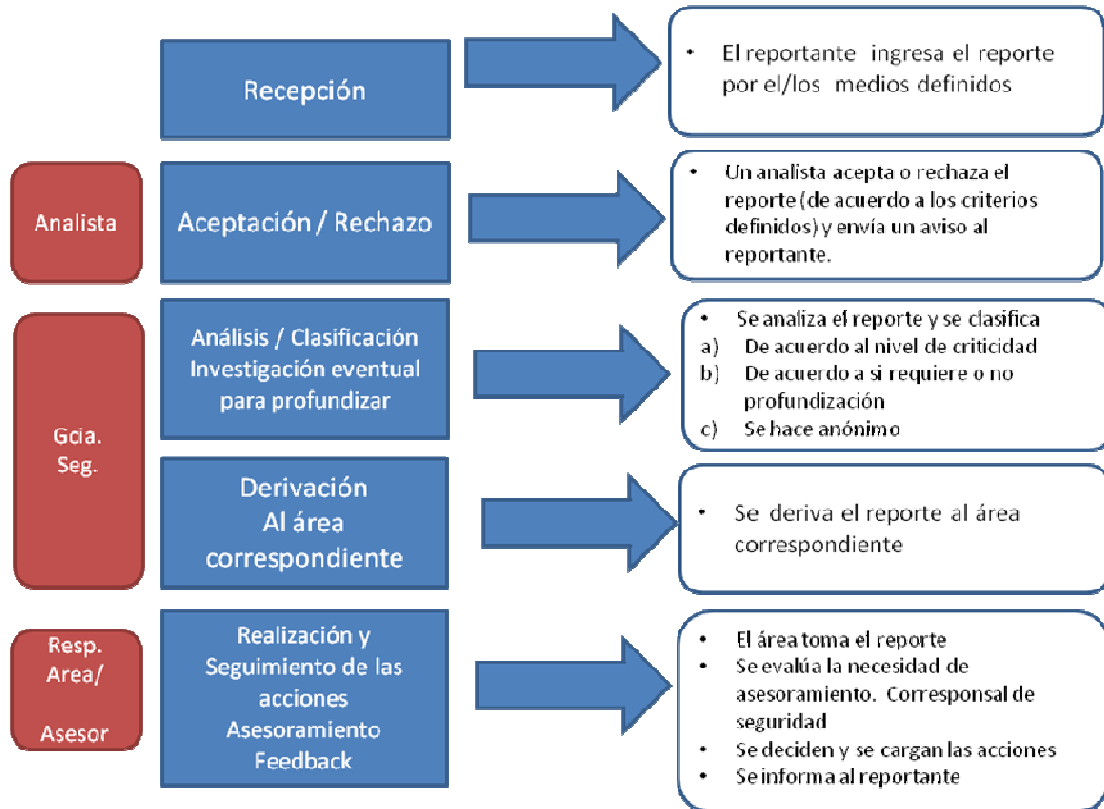 Recepción
• El reportante ingresa el reporte
por el/los medios definidos
Analista
Aceptación / Rechazo
• Un analista acepta o rechaza el
reporte (de acuerdo a los criterios
definidos) y envía un aviso al
reportante.
Gcia.
Seg.
Análisis / Clasificación
Investigación eventual
para profundizar
• Se analiza el reporte y se clasifica
a) De acuerdo al nivel de criticidad
b) De acuerdo a si requiere o no
profundización
c) Se hace anónimo
Derivación
Al área
correspondiente
• Se deriva el reporte al área
correspondiente
Resp.
Area/
Asesor
Realización y
Seguimiento de las
acciones
Asesoramiento
Feedback
• El área toma el reporte
• Se evalúa la necesidad de
asesoramiento. Corresponsal de
seguridad
• Se deciden y se cargan las acciones
• Se informa al reportante